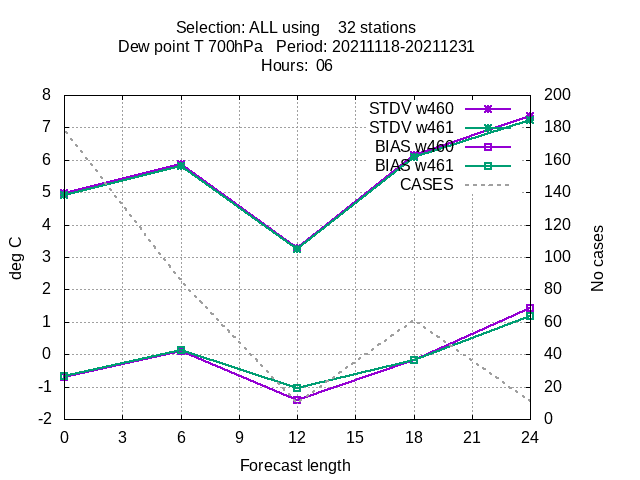 Selection: ALL using    32 stations
Dew point T 700hPa   Period: 20211118-20211231
Hours:  06
STDV w460
STDV w461
BIAS w460
BIAS w461
CASES
8
7
6
5
4
3
2
1
0
-1
-2
200
180
160
140
120
100
80
60
40
20
0
deg C
No cases
0 3 6 9 12 15 18 21 24
Forecast length